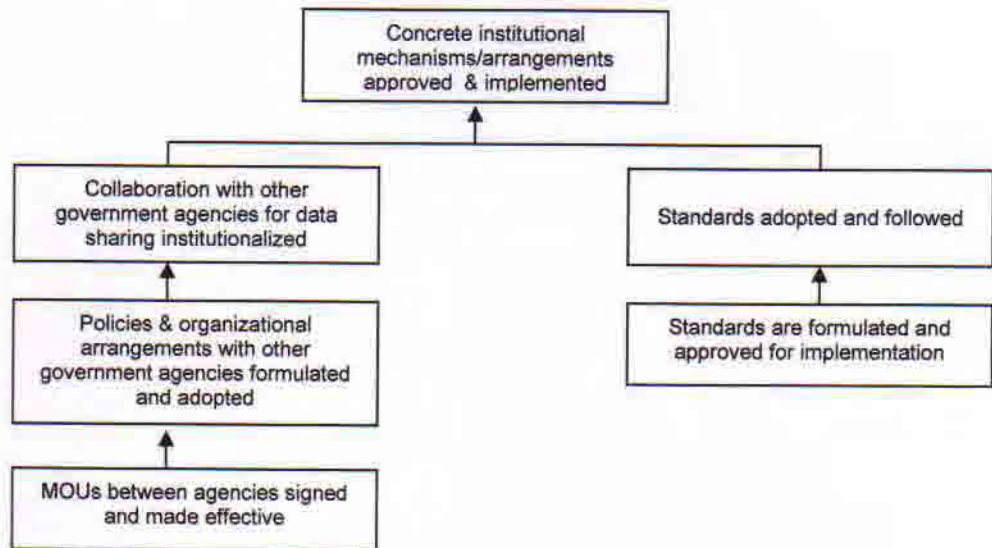 Concrete institutional
mechanisms/arrangements
approved & implemented
Collaboration with other
government agencies for data
sharing institutionalized
Standards adopted and followed
Policies & organizational
arrangements with other
government agencies formulated
and adopted
Standards are formulated and
approved for implementation
MOUs between agencies signed
and made effective